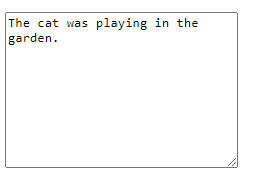 The cat was playing in the
garden.